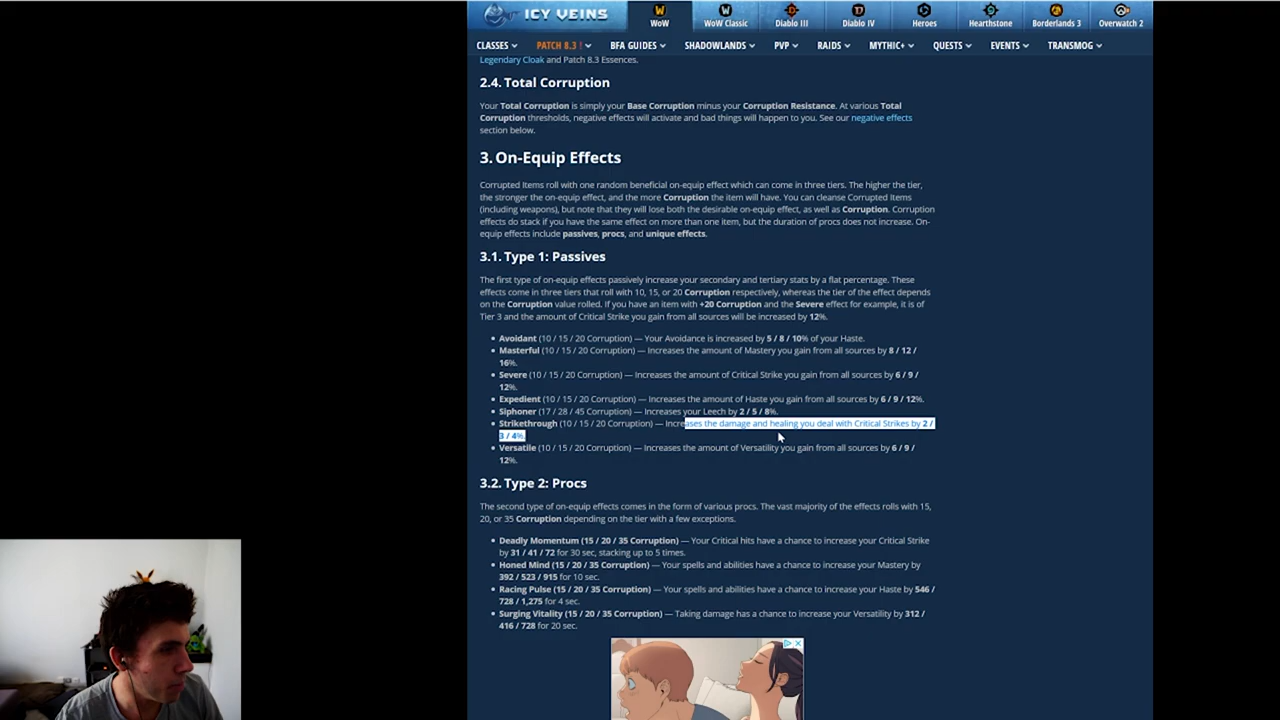 ICY VEINS
WoW
WoW Classic
Diablo III
Diablo IV
Heroes
Hearthstone
Borderlands 3
Overwatch 2
CLASSES
PATCH 8.3 !
BFA GUIDES
SHADOWLANDS
PVP
RAIDS
MYTHIC+
QUESTS
EVENTS
TRANSMOG
Legendary Cloak and Patch 8.3 Essences.
2.4. Total Corruption
Your Total Corruption is simply your Base Corruption minus your Corruption Resistance. At various Total
Corruption thresholds, negative effects will activate and bad things will happen to you. See our negative effects
section below.
3. On-Equip Effects
Corrupted Items roll with one random beneficial on-equip effect which can come in three tiers. The higher the tier,
the stronger the on-equip effect, and the more Corruption the item will have. You can cleanse Corrupted Items
(including weapons), but note that they will lose both the desirable on-equip effect, as well as Corruption. Corruption
effects do stack if you have the same effect on more than one item, but the duration of procs does not increase. On-
equip effects include passives, procs, and unique effects.
3.1. Type 1: Passives
The first type of on-equip effects passively increase your secondary and tertiary stats by a flat percentage. These
effects come in three tiers that roll with 10, 15, or 20 Corruption respectively, whereas the tier of the effect depends
on the Corruption value rolled. If you have an item with +20 Corruption and the Severe effect for example, it is of
Tier 3 and the amount of Critical Strike you gain from all sources will be increased by 12%.
Avoidant (10 / 15 / 20 Corruption) — Your Avoidance is increased by 5 / 8 / 10% of your Haste.
Masterful (10 / 15 / 20 Corruption) — Increases the amount of Mastery you gain from all sources by 8 / 12 /
16%.
Severe (10 / 15 / 20 Corruption) — Increases the amount of Critical Strike you gain from all sources by 6 / 9 /
12%.
Expedient (10 / 15 / 20 Corruption) — Increases the amount of Haste you gain from all sources by 6 / 9 / 12%.
Siphoner (17 / 28 / 45 Corruption) — Increases your Leech by 2 / 5 / 8%.
Strikethrough (10 / 15 / 20 Corruption) — Increases the damage and healing you deal with Critical Strikes by 2 /
3 / 4%.
Versatile (10 / 15 / 20 Corruption) — Increases the amount of Versatility you gain from all sources by 6 / 9 /
12%.
3.2. Type 2: Procs
The second type of on-equip effects comes in the form of various procs. The vast majority of the effects rolls with 15,
20, or 35 Corruption depending on the tier with a few exceptions.
Deadly Momentum (15 / 20 / 35 Corruption) — Your Critical hits have a chance to increase your Critical Strike
by 31 / 41 / 72 for 30 sec, stacking up to 5 times.
Honed Mind (15 / 20 / 35 Corruption) — Your spells and abilities have a chance to increase your Mastery by
392 / 523 / 915 for 10 sec.
Racing Pulse (15 / 20 / 35 Corruption) — Your spells and abilities have a chance to increase your Haste by 546 /
728 / 1,275 for 4 sec.
Surging Vitality (15 / 20 / 35 Corruption) — Taking damage has a chance to increase your Versatility by 312 /
416 / 728 for 20 sec.